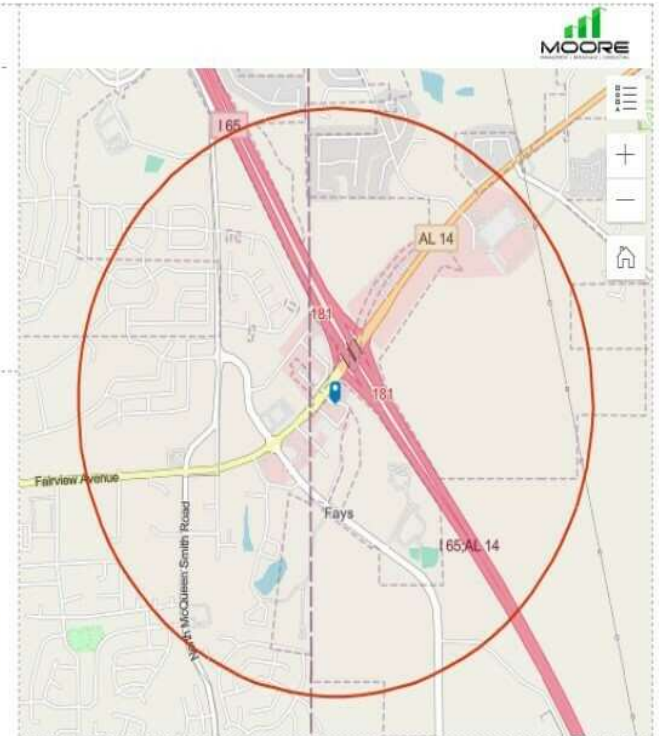 MOORE
I 65
AL 14
181
181
Fairview Avenue
North McQueen Smith Road
Fays
I 65;AL 14